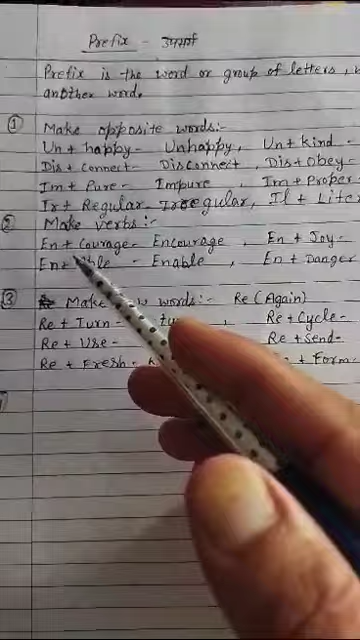 Prefix - उपसर्ग
Prefix is the word or group of letters,
another word.
① Make opposite words:-
Un + happy - Unhappy, Un + kind -
Dis + connect - Disconnect, Dis + Obey -
Im + Pure - Impure, Im + Proper -
Ir + Regular - Irregular, Il + Liter
② Make verbs:-
En + Courage - Encourage, En + Joy -
En + able - Enable, En + Danger
③ Make words:- Re (Again)
Re + Turn - , Re + Cycle -
Re + Use - Re + Send -
Re + Fresh - + Form